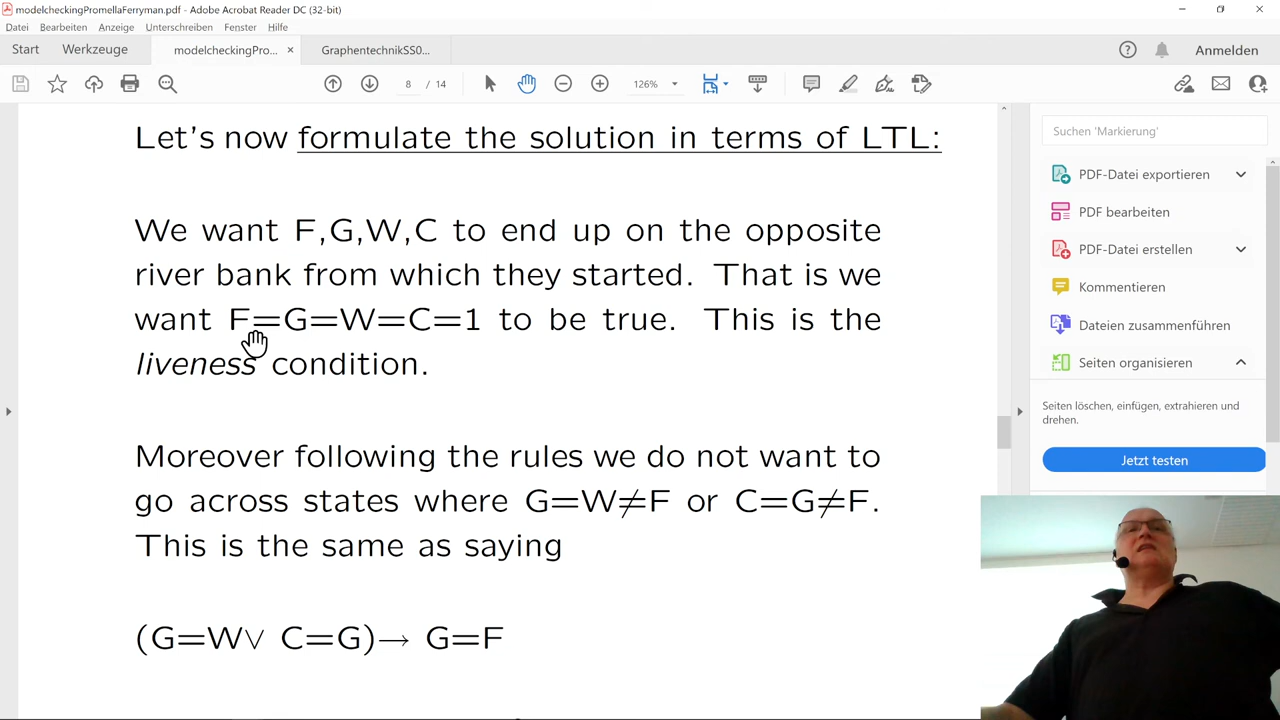 modelcheckingPromellaFerryman.pdf - Adobe Acrobat Reader DC (32-bit)
Datei Bearbeiten Anzeige Unterschreiben Fenster Hilfe
Start Werkzeuge modelcheckingPro... × GraphentechnikSS0... Anmelden
8 / 14 126%
Let's now formulate the solution in terms of LTL:
We want F,G,W,C to end up on the opposite
river bank from which they started. That is we
want F=G=W=C=1 to be true. This is the
liveness condition.
Moreover following the rules we do not want to
go across states where G=W≠F or C=G≠F.
This is the same as saying
(G=W∨ C=G)→ G=F
Suchen 'Markierung'
PDF-Datei exportieren
PDF bearbeiten
PDF-Datei erstellen
Kommentieren
Dateien zusammenführen
Seiten organisieren
Seiten löschen, einfügen, extrahieren und
drehen.
Jetzt testen